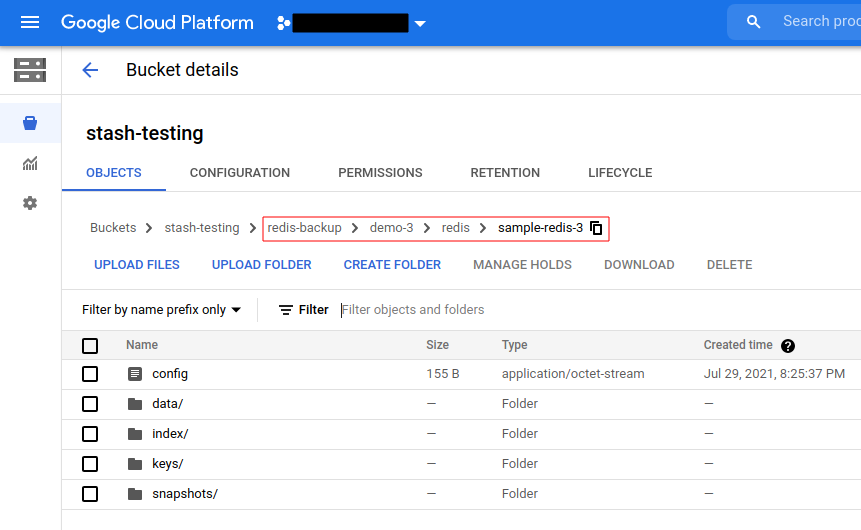 Google Cloud Platform
Search
Bucket details
stash-testing
OBJECTS CONFIGURATION PERMISSIONS RETENTION LIFECYCLE
Buckets stash-testing redis-backup demo-3 redis sample-redis-3
UPLOAD FILES UPLOAD FOLDER CREATE FOLDER MANAGE HOLDS DOWNLOAD DELETE
Filter by name prefix only Filter Filter objects and folders
Name Size Type Created time ?
config 155 B application/octet-stream Jul 29, 2021, 8:25:37 PM
data/ — Folder —
index/ — Folder —
keys/ — Folder —
snapshots/ — Folder —